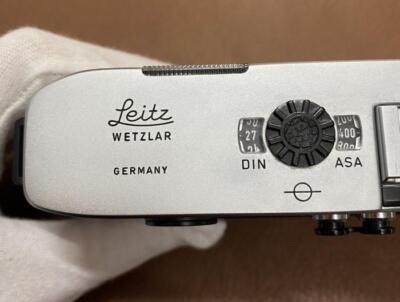 Leitz
WETZLAR
GERMANY
27
400
DIN
ASA